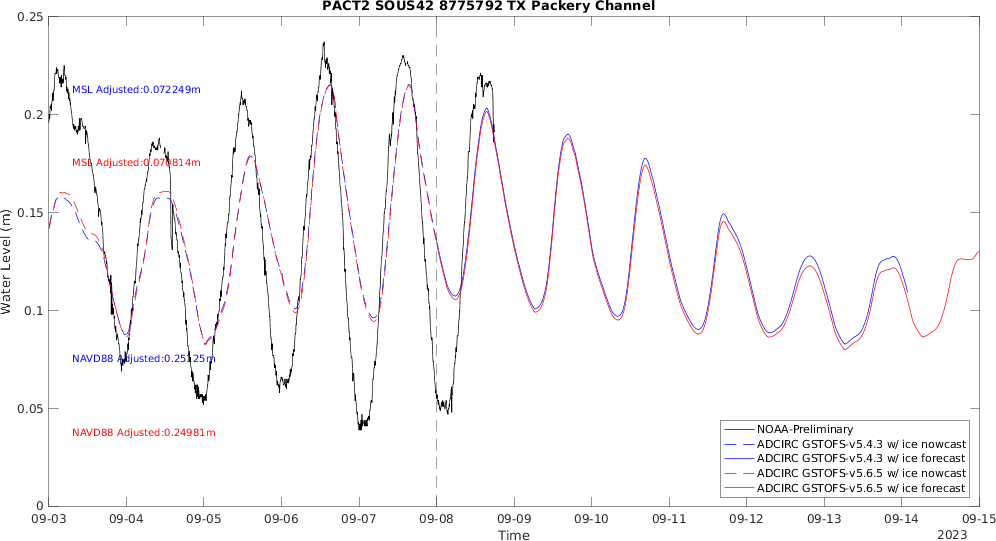 PACT2 SOUS42 8775792 TX Packery Channel
0.25
MSL Adjusted:0.072249m
0.2
MSL Adjusted:0.070814m
0.15
Water Level (m)
0.1
NAVD88 Adjusted:0.25125m
0.05
NAVD88 Adjusted:0.24981m
NOAA-Preliminary
ADCIRC GSTOFS-v5.4.3 w/ ice nowcast
ADCIRC GSTOFS-v5.4.3 w/ ice forecast
ADCIRC GSTOFS-v5.6.5 w/ ice nowcast
ADCIRC GSTOFS-v5.6.5 w/ ice forecast
0
09-03 09-04 09-05 09-06 09-07 09-08 09-09 09-10 09-11 09-12 09-13 09-14 09-15
Time
2023